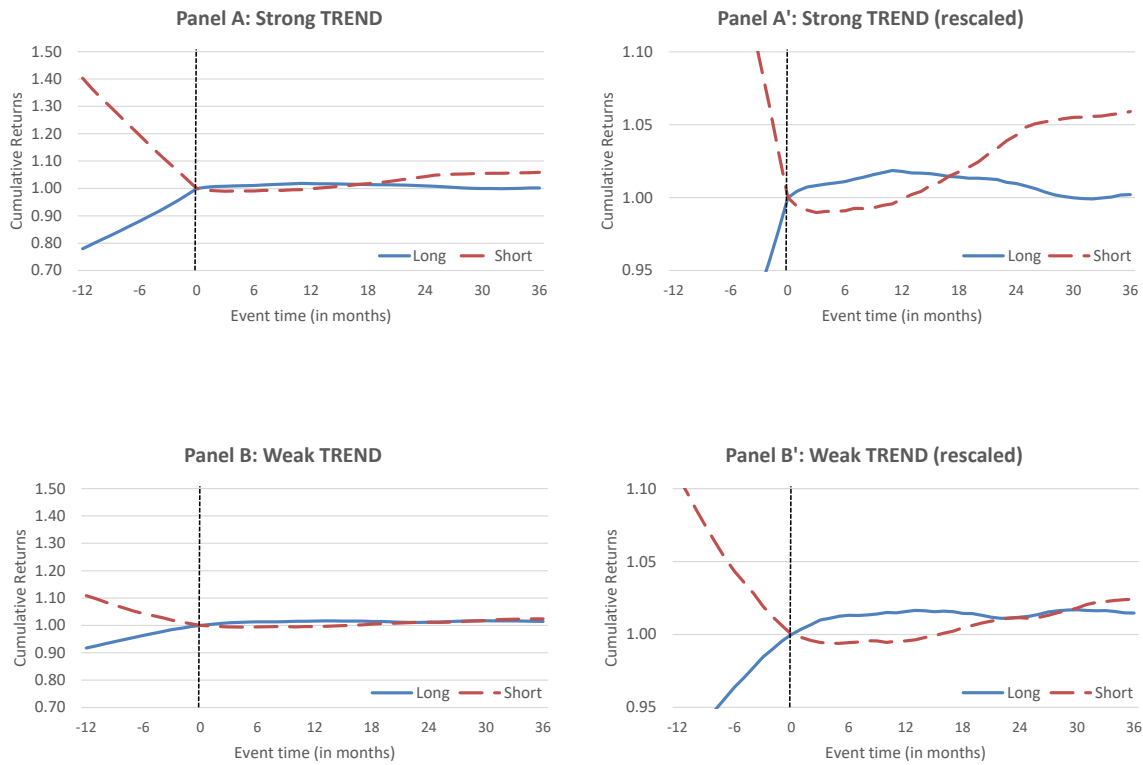 Panel A: Strong TREND
Cumulative Returns
1.50
1.40
1.30
1.20
1.10
1.00
0.90
0.80
0.70
Long Short
-12 -6 0 6 12 18 24 30 36
Event time (in months)
Panel A': Strong TREND (rescaled)
Cumulative Returns
1.10
1.05
1.00
0.95
Long Short
-12 -6 0 6 12 18 24 30 36
Event time (in months)
Panel B: Weak TREND
Cumulative Returns
1.50
1.40
1.30
1.20
1.10
1.00
0.90
0.80
0.70
Long Short
-12 -6 0 6 12 18 24 30 36
Event time (in months)
Panel B': Weak TREND (rescaled)
Cumulative Returns
1.10
1.05
1.00
0.95
Long Short
-12 -6 0 6 12 18 24 30 36
Event time (in months)